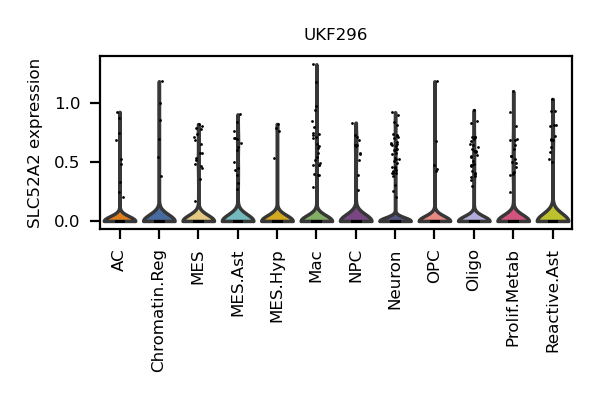 UKF296
SLC52A2 expression
1.0
0.5
0.0
AC
Chromatin.Reg
MES
MES.Ast
MES.Hyp
Mac
NPC
Neuron
OPC
Oligo
Prolif.Metab
Reactive.Ast